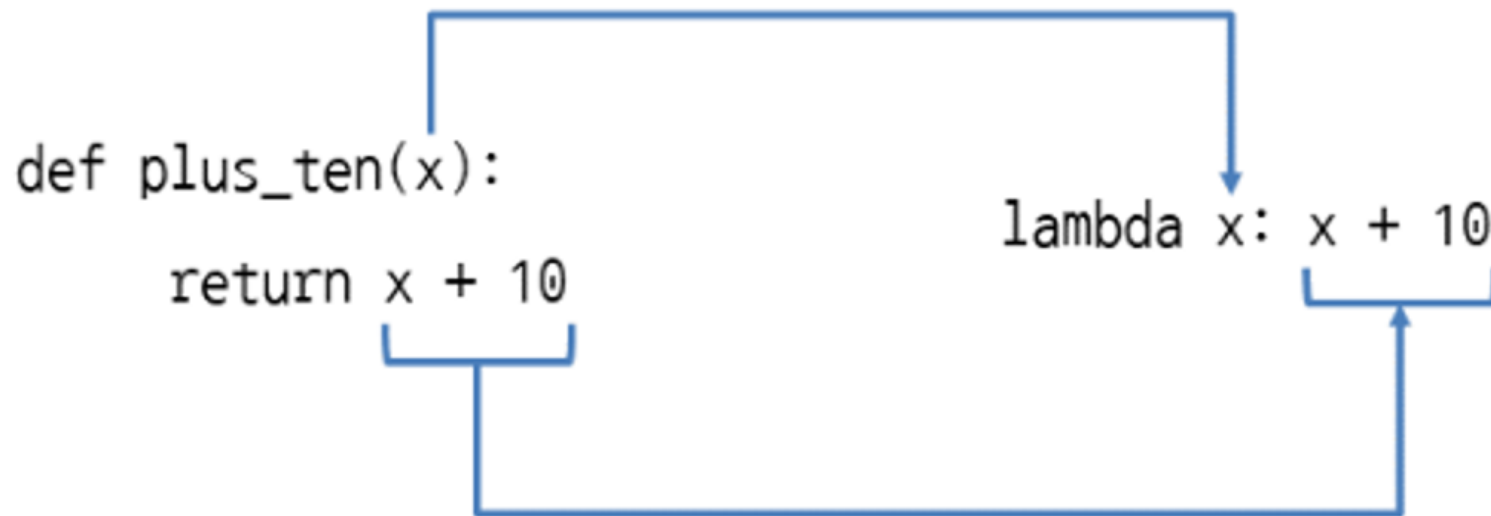 def plus_ten(x):
    return x + 10
lambda x: x + 10